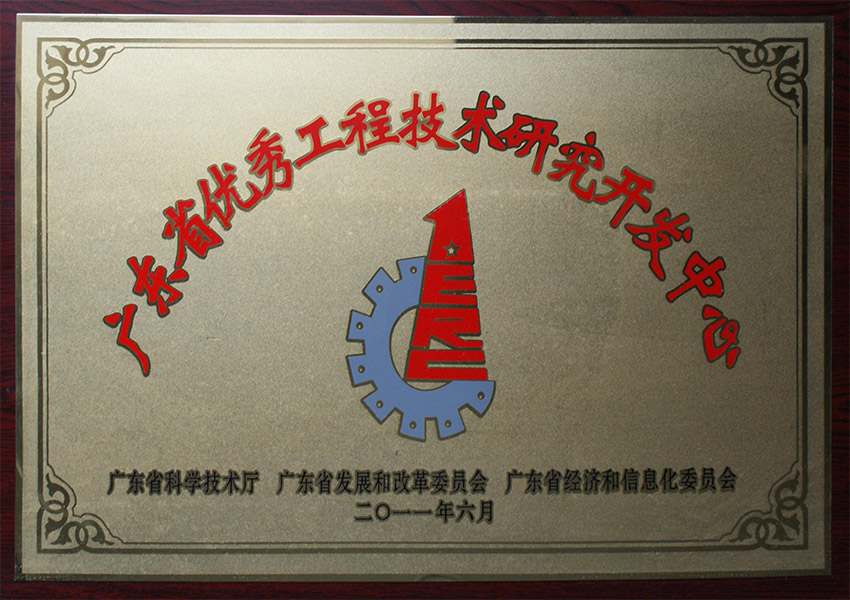 广东省优秀工程技术研究开发中心
ERC
广东省科学技术厅 广东省发展和改革委员会 广东省经济和信息化委员会
二〇一一年六月